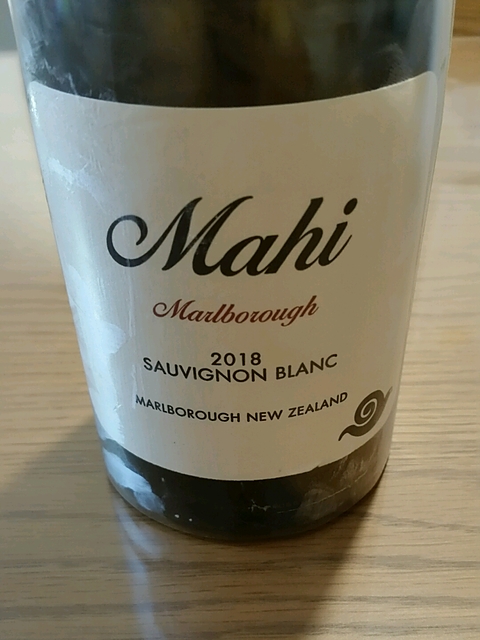 Mahi
Marlborough
2018
SAUVIGNON BLANC
MARLBOROUGH NEW ZEALAND